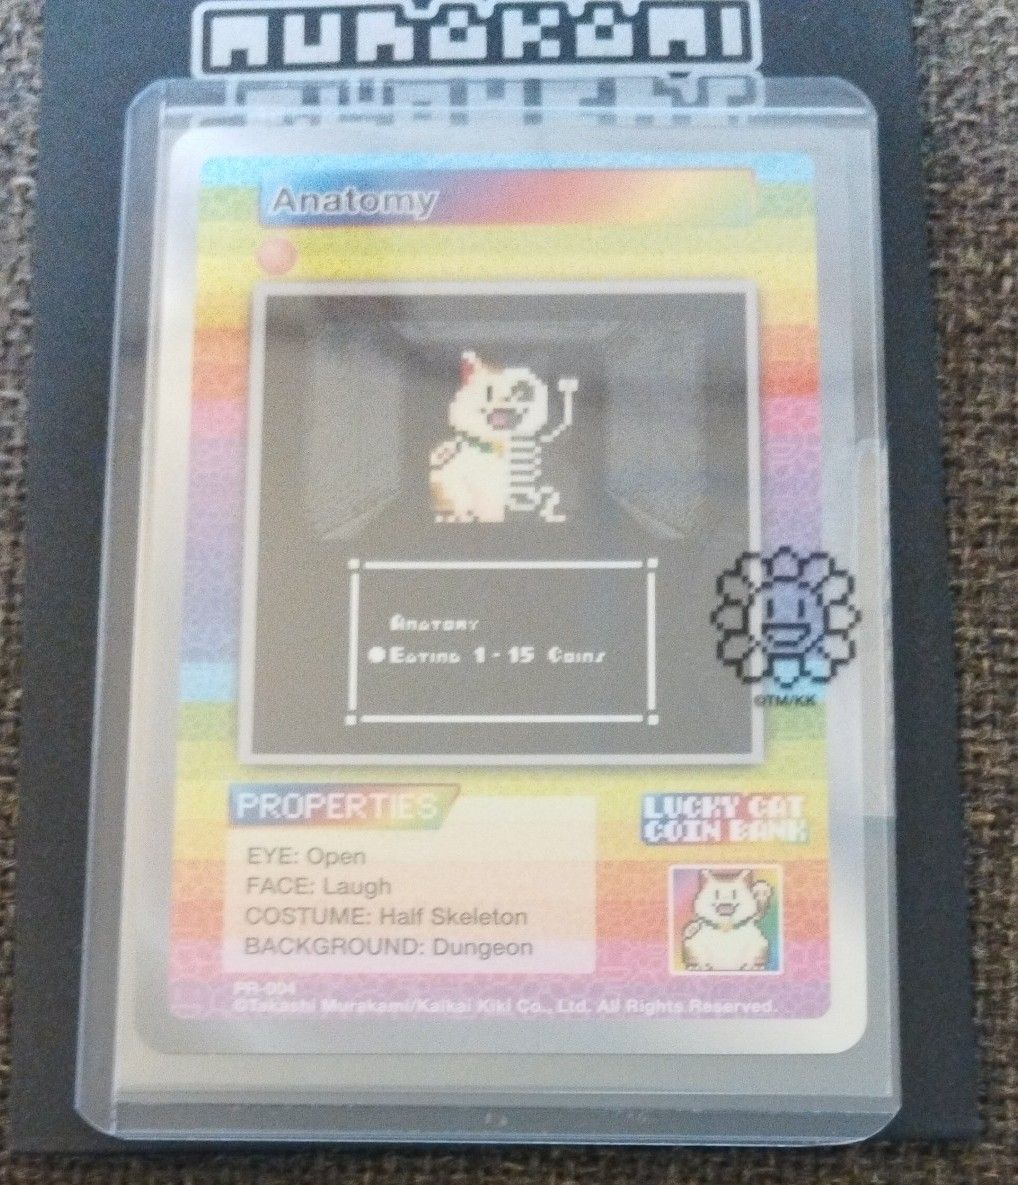 MURAKAMI
Anatomy
Anatomy
Eating 1 - 15 Coins
©TM/KK
PROPERTIES
LUCKY CAT
COIN BANK
EYE: Open
FACE: Laugh
COSTUME: Half Skeleton
BACKGROUND: Dungeon
PR-004
©Takashi Murakami/Kaikai Kiki Co., Ltd. All Rights Reserved.